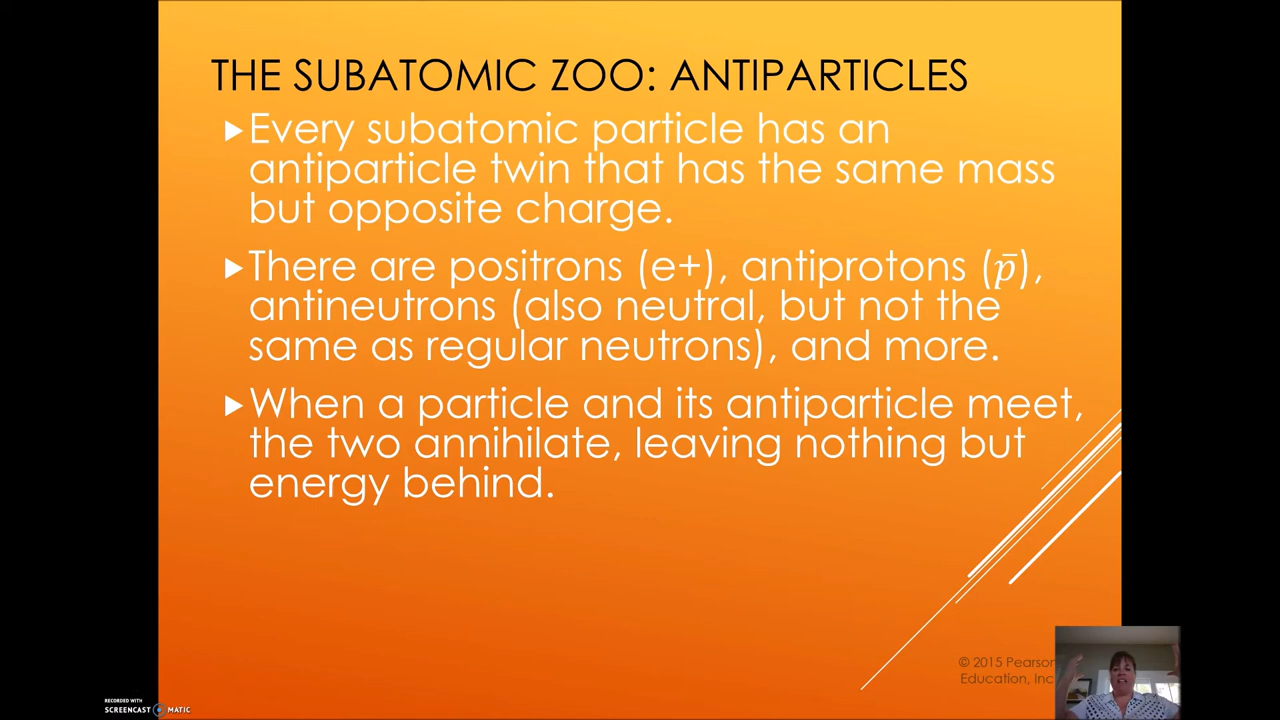 THE SUBATOMIC ZOO: ANTIPARTICLES
Every subatomic particle has an
antiparticle twin that has the same mass
but opposite charge.
There are positrons (e+), antiprotons (p̄),
antineutrons (also neutral, but not the
same as regular neutrons), and more.
When a particle and its antiparticle meet,
the two annihilate, leaving nothing but
energy behind.
© 2015 Pearson
Education, Inc
RECORDED WITH
SCREENCAST MATIC